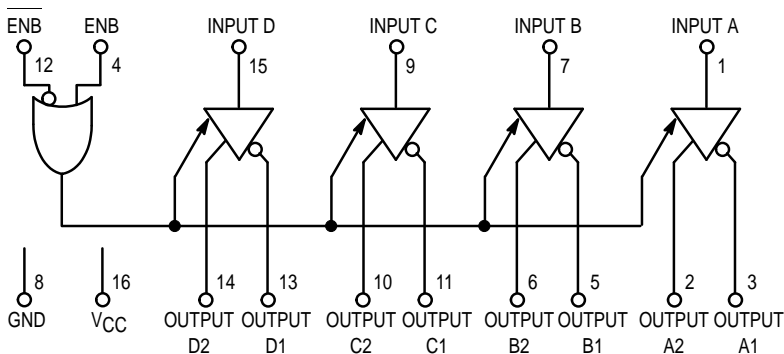 ENB ENB INPUT D INPUT C INPUT B INPUT A
12 4 15 9 7 1
8 16 14 13 10 11 6 5 2 3
GND VCC OUTPUT OUTPUT OUTPUT OUTPUT OUTPUT OUTPUT OUTPUT OUTPUT
D2 D1 C2 C1 B2 B1 A2 A1